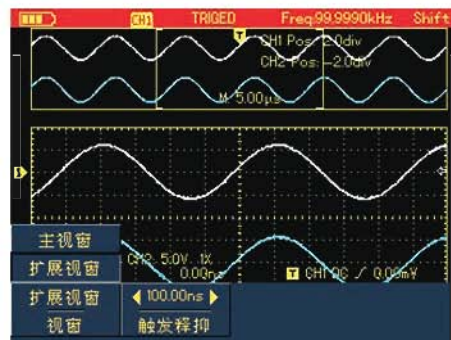 CH1 TRIGED Freq:99.9990kHz Shift
T CH1 Pos: 2.0div
CH2 Pos: -2.0div
M: 5.00μs
主视窗
扩展视窗 CH2: 5.0V 1X
0.00ns T CH1 DC / 0.00mV
扩展视窗 100.00ns
视窗 触发释抑